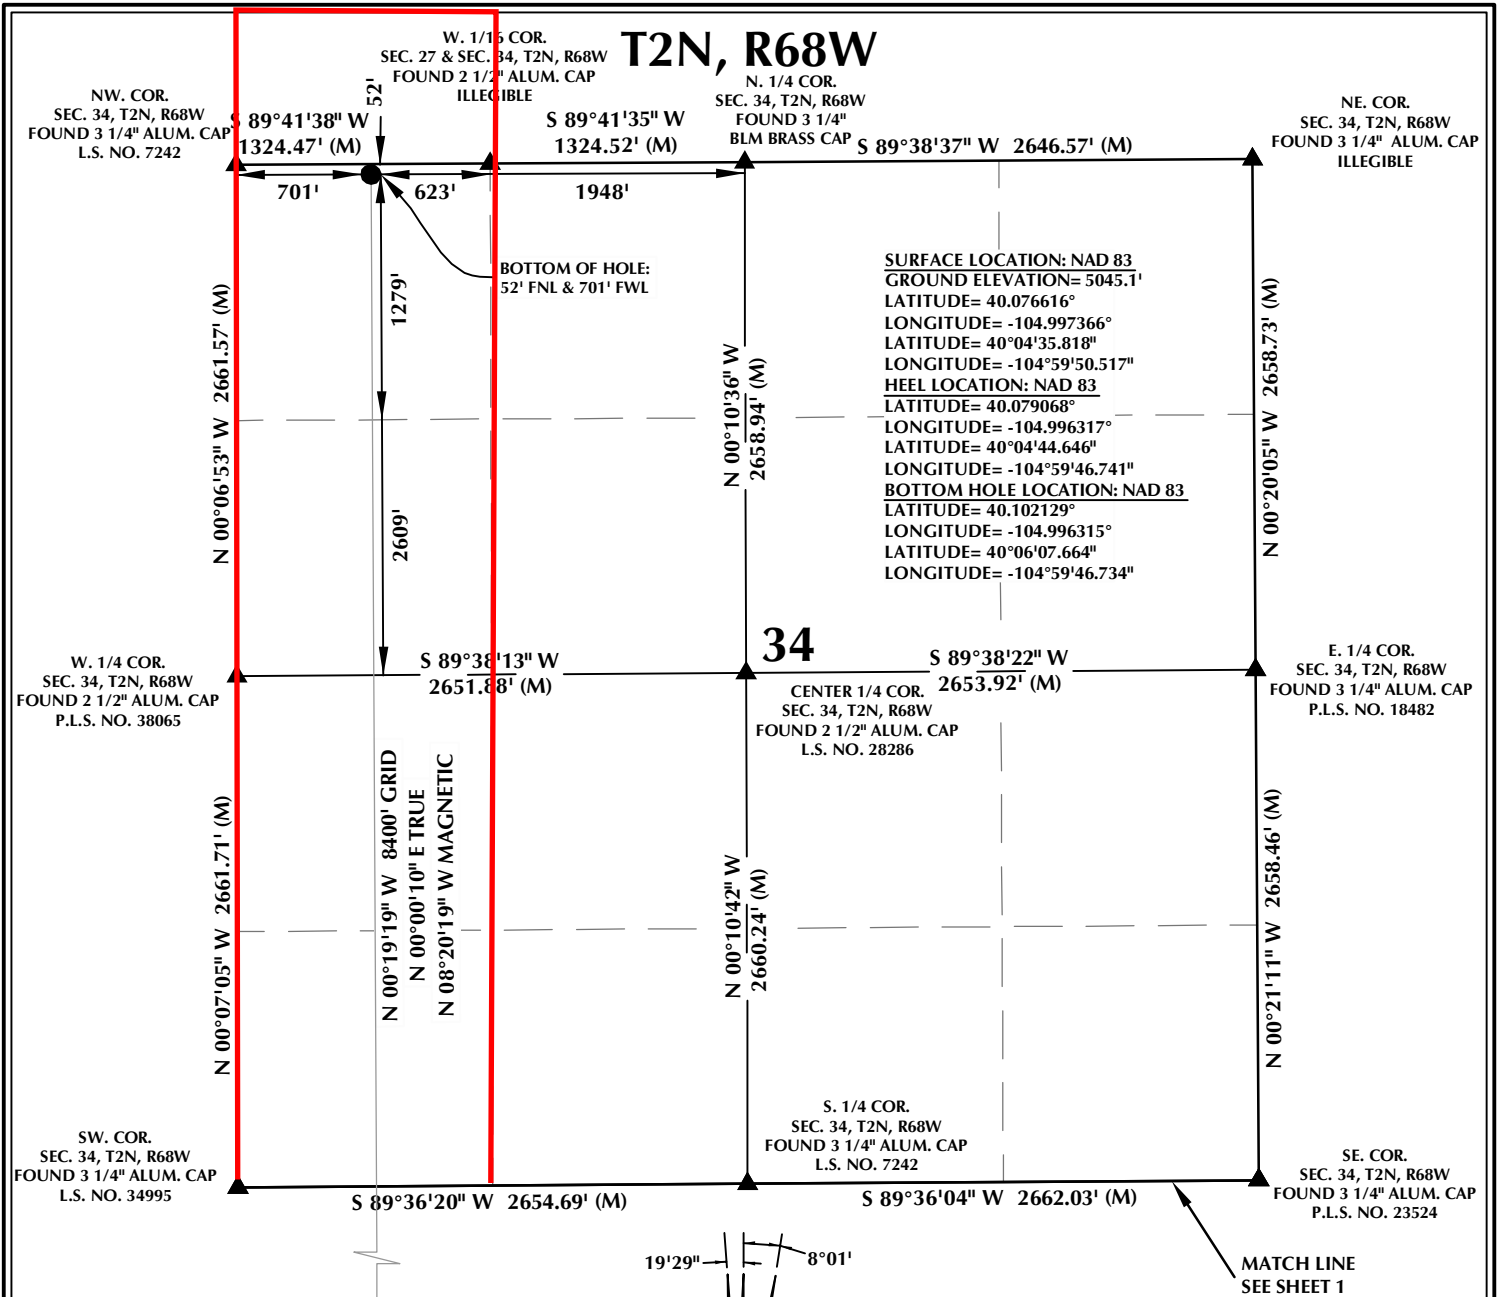 T2N, R68W
W. 1/16 COR.
SEC. 27 & SEC. 34, T2N, R68W
FOUND 2 1/2" ALUM. CAP
ILLEGIBLE
NW. COR.
SEC. 34, T2N, R68W
FOUND 3 1/4" ALUM. CAP
L.S. NO. 7242
N. 1/4 COR.
SEC. 34, T2N, R68W
FOUND 3 1/4"
BLM BRASS CAP
NE. COR.
SEC. 34, T2N, R68W
FOUND 3 1/4" ALUM. CAP
ILLEGIBLE
52'
S 89°41'38" W
1324.47' (M)
S 89°41'35" W
1324.52' (M)
S 89°38'37" W 2646.57' (M)
701'
623'
1948'
BOTTOM OF HOLE:
52' FNL & 701' FWL
1279'
2609'
N 00°06'53" W 2661.57' (M)
N 00°10'36" W
2658.94' (M)
N 00°20'05" W 2658.73' (M)
SURFACE LOCATION: NAD 83
GROUND ELEVATION= 5045.1'
LATITUDE= 40.076616°
LONGITUDE= -104.997366°
LATITUDE= 40°04'35.818"
LONGITUDE= -104°59'50.517"
HEEL LOCATION: NAD 83
LATITUDE= 40.079068°
LONGITUDE= -104.996317°
LATITUDE= 40°04'44.646"
LONGITUDE= -104°59'46.741"
BOTTOM HOLE LOCATION: NAD 83
LATITUDE= 40.102129°
LONGITUDE= -104.996315°
LATITUDE= 40°06'07.664"
LONGITUDE= -104°59'46.734"
34
W. 1/4 COR.
SEC. 34, T2N, R68W
FOUND 2 1/2" ALUM. CAP
P.L.S. NO. 38065
S 89°38'13" W
2651.88' (M)
S 89°38'22" W
2653.92' (M)
CENTER 1/4 COR.
SEC. 34, T2N, R68W
FOUND 2 1/2" ALUM. CAP
L.S. NO. 28286
E. 1/4 COR.
SEC. 34, T2N, R68W
FOUND 3 1/4" ALUM. CAP
P.L.S. NO. 18482
N 00°07'05" W 2661.71' (M)
N 00°19'19" W 8400' GRID
N 00°00'10" E TRUE
N 08°20'19" W MAGNETIC
N 00°10'42" W
2660.24' (M)
N 00°21'11" W 2658.46' (M)
SW. COR.
SEC. 34, T2N, R68W
FOUND 3 1/4" ALUM. CAP
L.S. NO. 34995
S. 1/4 COR.
SEC. 34, T2N, R68W
FOUND 3 1/4" ALUM. CAP
L.S. NO. 7242
SE. COR.
SEC. 34, T2N, R68W
FOUND 3 1/4" ALUM. CAP
P.L.S. NO. 23524
S 89°36'20" W 2654.69' (M)
S 89°36'04" W 2662.03' (M)
19'29"
8°01'
MATCH LINE
SEE SHEET 1